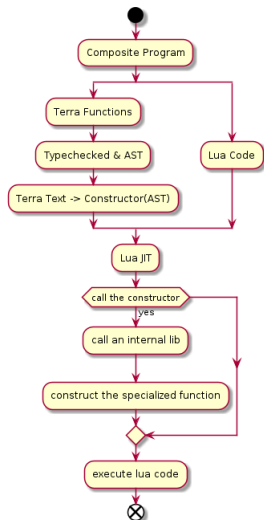 Composite Program
Terra Functions
Typechecked & AST
Lua Code
Terra Text -> Constructor(AST)
Lua JIT
call the constructor
yes
call an internal lib
construct the specialized function
execute lua code